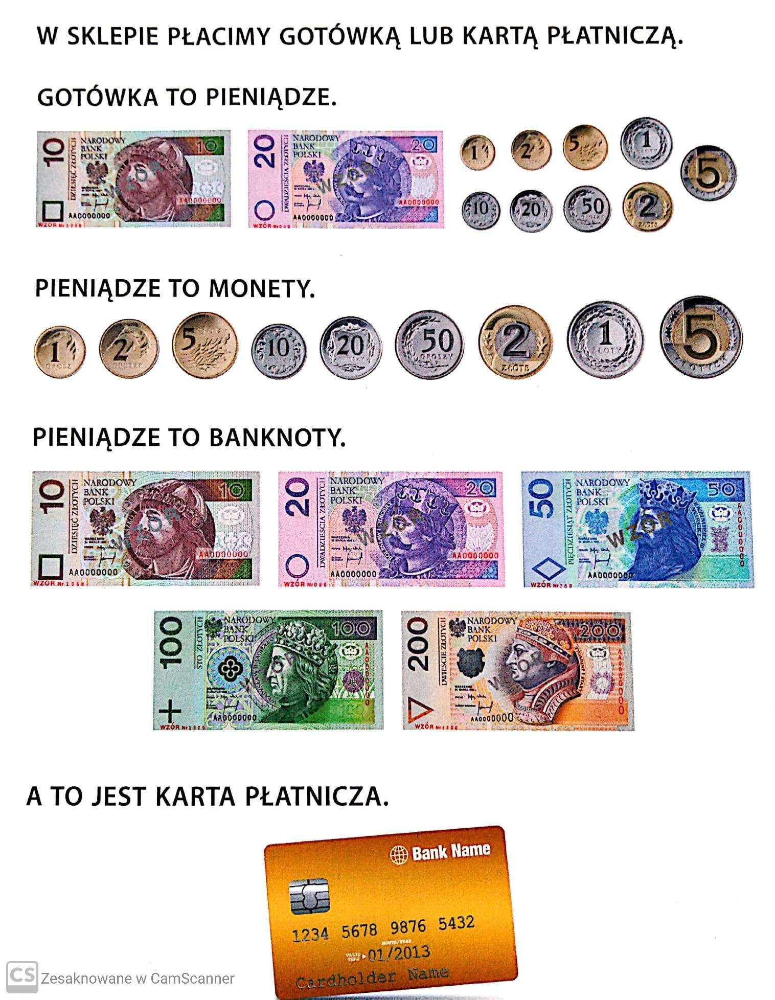 W SKLEPIE PŁACIMY GOTÓWKĄ LUB KARTĄ PŁATNICZĄ.
GOTÓWKA TO PIENIĄDZE.
10
DZIESIĘĆ ZŁOTYCH
NARODOWY
BANK
POLSKI
10
WZÓR
AA0000000
AA0000000
20
DWADZIEŚCIA ZŁOTYCH
NARODOWY
BANK
POLSKI
20
WZÓR
AA0000000
AA0000000
1 2 5 1 5
10 20 50 2
ZŁOTE
PIENIĄDZE TO MONETY.
1 GROSZ
2 GROSZE
5
10
20
50 GROSZY
2 ZŁOTE
1 ZŁOTY
5 ZŁOTYCH
PIENIĄDZE TO BANKNOTY.
10
DZIESIĘĆ ZŁOTYCH
NARODOWY
BANK
POLSKI
10
WZÓR
AA0000000
AA0000000
20
DWADZIEŚCIA ZŁOTYCH
NARODOWY
BANK
POLSKI
20
WZÓR
AA0000000
AA0000000
50
PIĘĆDZIESIĄT ZŁOTYCH
NARODOWY
BANK
POLSKI
50
WZÓR
AA0000000
AA0000000
100
STO ZŁOTYCH
NARODOWY
BANK
POLSKI
100
AA0000000
AA0000000
200
DWIEŚCIE ZŁOTYCH
NARODOWY
BANK
POLSKI
200
AA0000000
AA0000000
A TO JEST KARTA PŁATNICZA.
Bank Name
1234 5678 9876 5432
MONTH/YEAR
VALID
THRU
01/2013
Cardholder Name
CS Zesaknowane w CamScanner